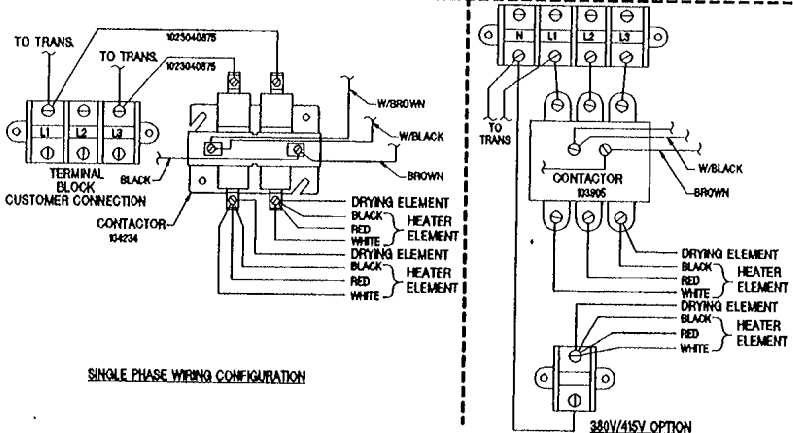 TO TRANS.
1023040875
TO TRANS.
1023040875
L1 L2 L3
TERMINAL
BLOCK
CUSTOMER CONNECTION
BLACK
CONTACTOR
104234
W/BROWN
W/BLACK
BROWN
DRYING ELEMENT
BLACK
RED
WHITE
HEATER
ELEMENT
DRYING ELEMENT
BLACK
RED
WHITE
HEATER
ELEMENT
SINGLE PHASE WIRING CONFIGURATION
N L1 L2 L3
TO
TRANS
W/BLACK
BROWN
CONTACTOR
103905
DRYING ELEMENT
BLACK
RED
WHITE
HEATER
ELEMENT
DRYING ELEMENT
BLACK
RED
WHITE
HEATER
ELEMENT
380V/415V OPTION